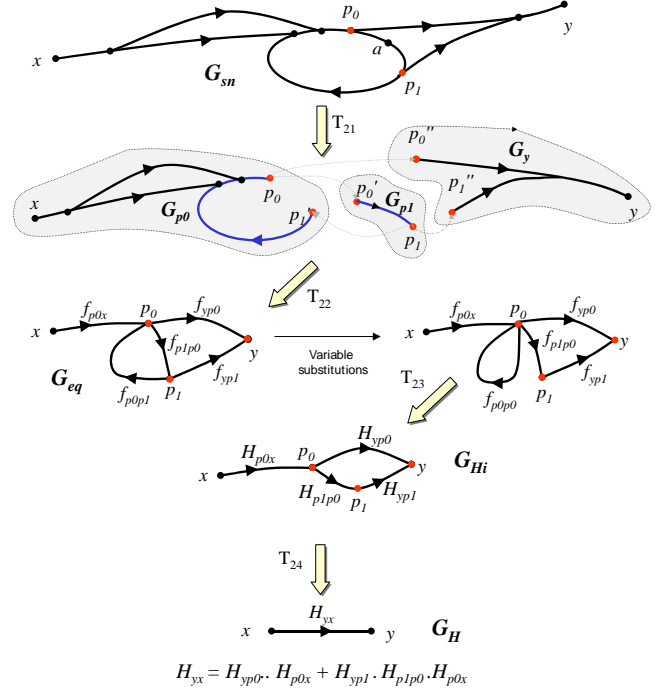 p0
x
y
a
Gsn
p1
T21
p0''
Gy
p1''
x
p0
p0'
Gp0
p1'
Gp1
p1
y
T22
fp0x
p0
fyp0
x
fp1p0
y
Geq
fyp1
fp0p1
p1
Variable
substitutions
fp0x
p0
fyp0
x
fp1p0
y
fyp1
fp0p0
p1
T23
Hyp0
Hp0x
p0
y
GHi
x
Hp1p0
p1
Hyp1
T24
Hyx
x
y
GH
Hyx = Hyp0.. Hp0x + Hyp1 . Hp1p0 .Hp0x